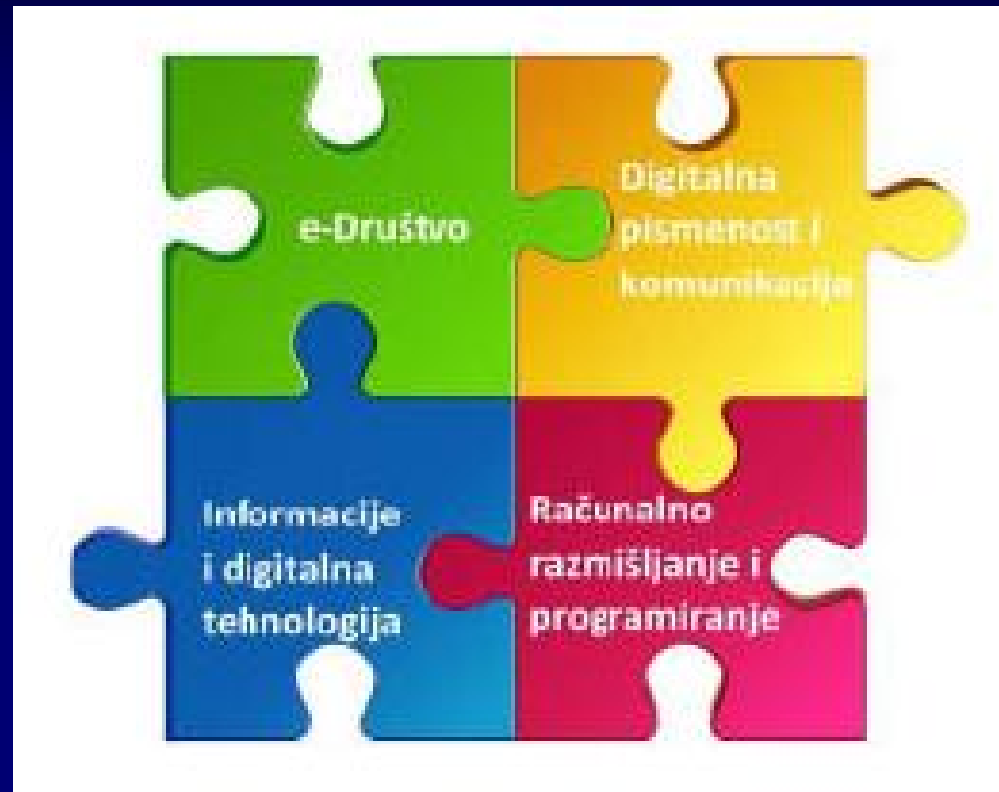 e-Društvo
Digitalna
pismenost i
komunikacija
Informacije
i digitalna
tehnologija
Računalno
razmišljanje i
programiranje